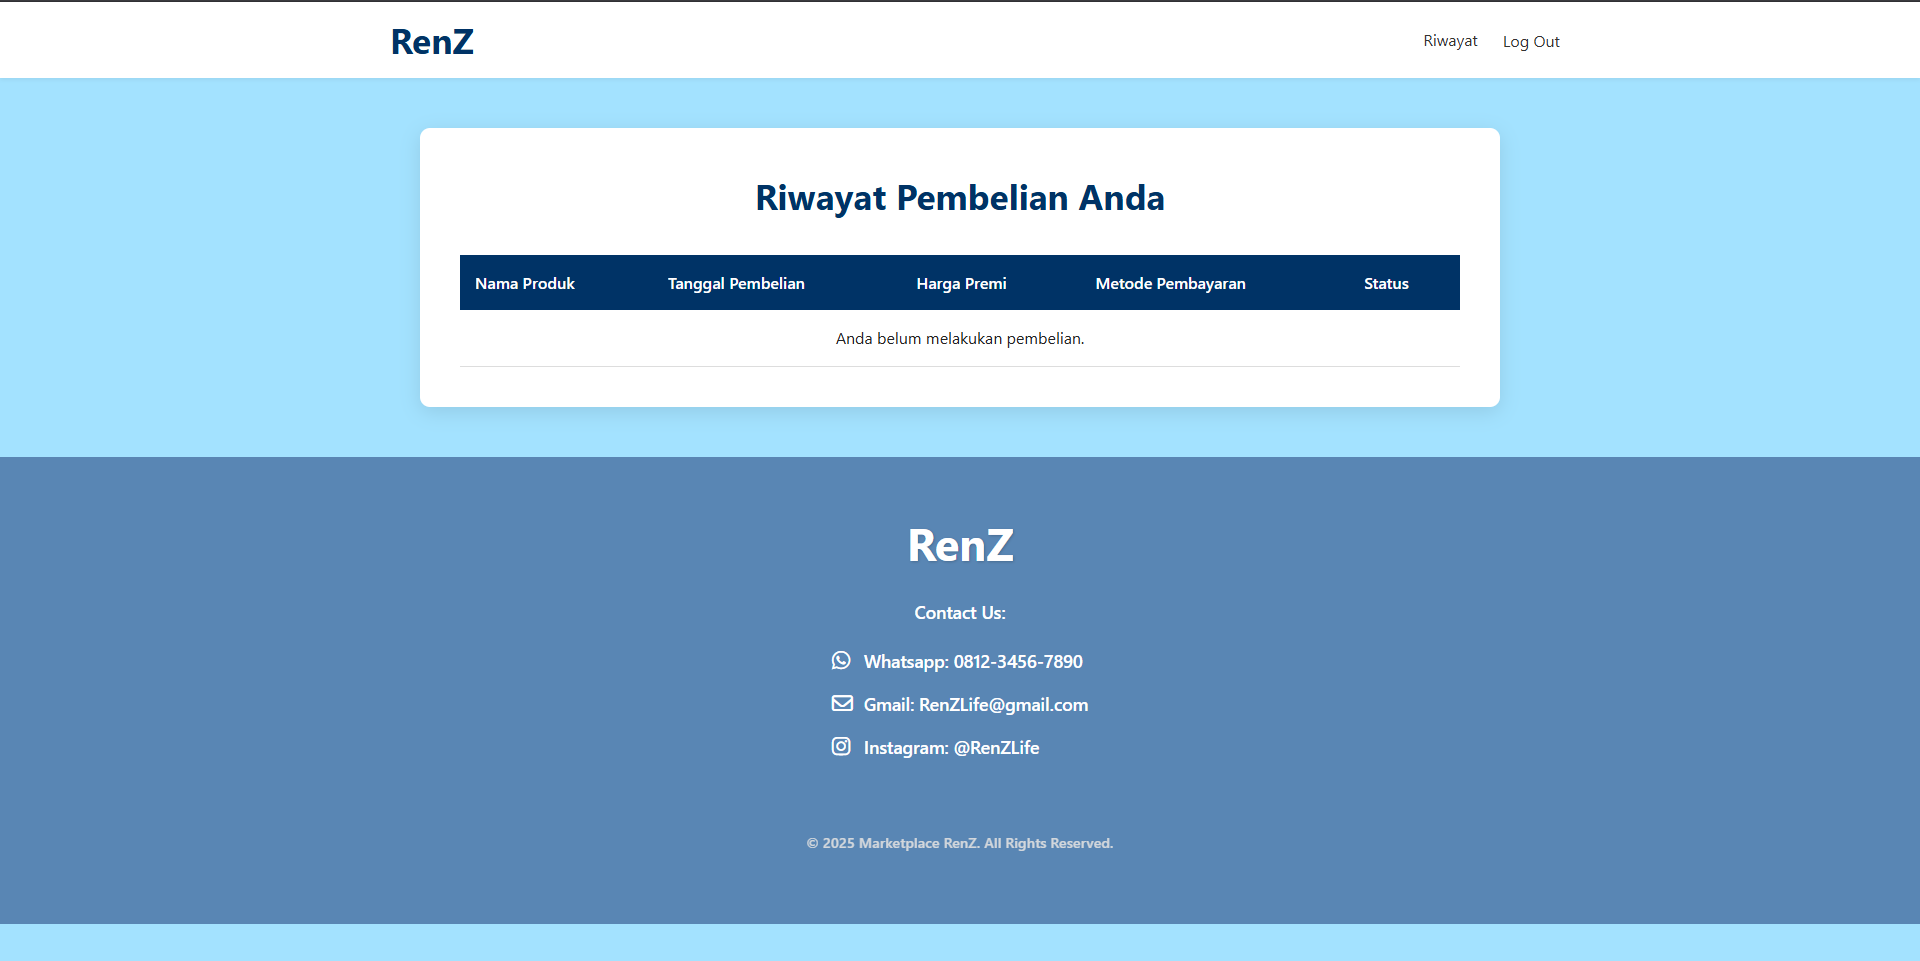 RenZ
Riwayat Log Out
Riwayat Pembelian Anda
Nama Produk Tanggal Pembelian Harga Premi Metode Pembayaran Status
Anda belum melakukan pembelian.
RenZ
Contact Us:
Whatsapp: 0812-3456-7890
Gmail: RenZLife@gmail.com
Instagram: @RenZLife
© 2025 Marketplace RenZ. All Rights Reserved.